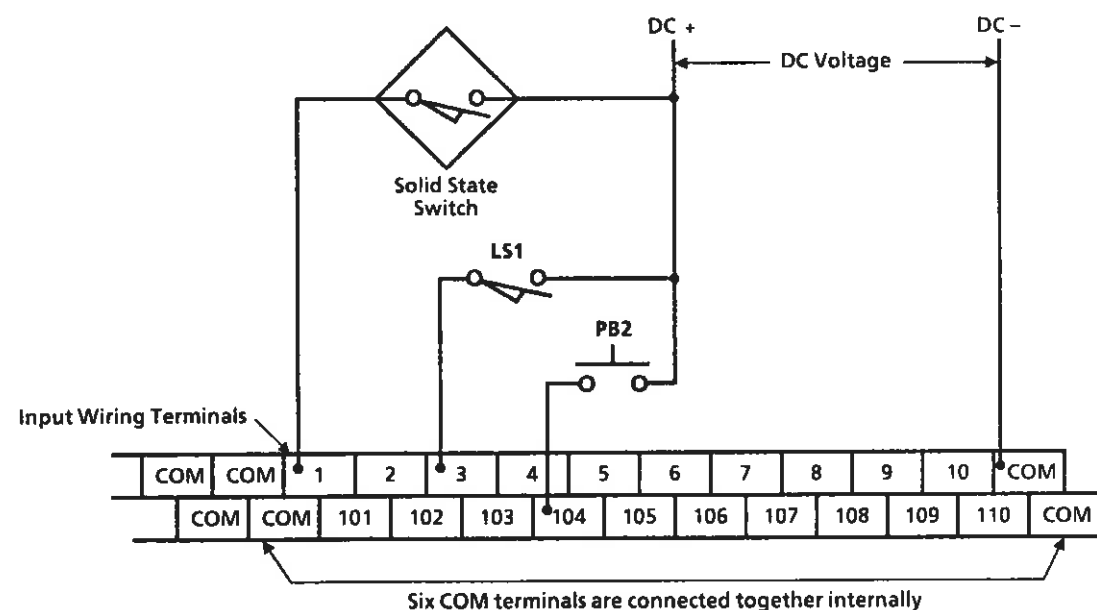 DC +
DC –
DC Voltage
Solid State
Switch
LS1
PB2
Input Wiring Terminals
COM COM 1 2 3 4 5 6 7 8 9 10 COM
COM COM 101 102 103 104 105 106 107 108 109 110 COM
Six COM terminals are connected together internally